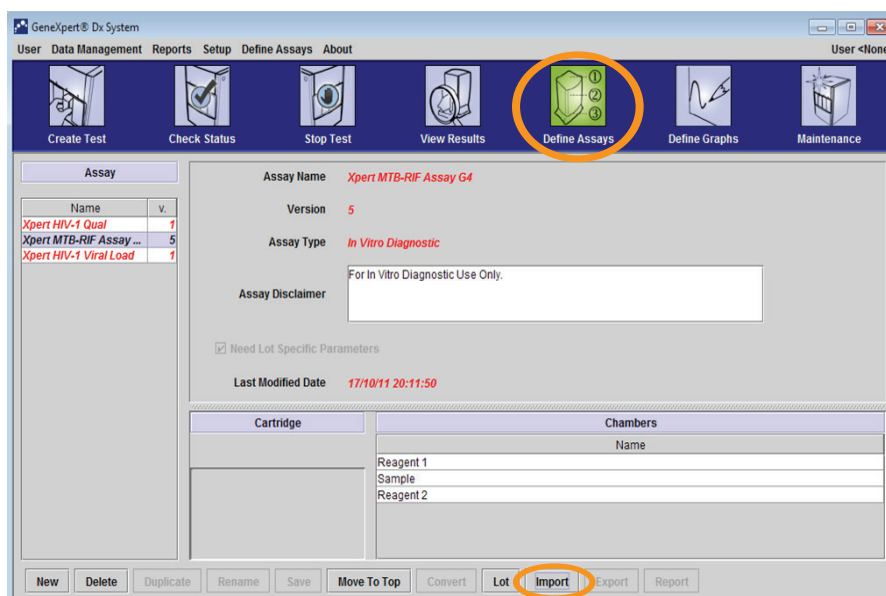 GeneXpert® Dx System
User Data Management Reports Setup Define Assays About User <None
Create Test Check Status Stop Test View Results Define Assays Define Graphs Maintenance
① ② ③
Assay
Name v.
Xpert HIV-1 Qual 1
Xpert MTB-RIF Assay ... 5
Xpert HIV-1 Viral Load 1
Assay Name Xpert MTB-RIF Assay G4
Version 5
Assay Type In Vitro Diagnostic
Assay Disclaimer For In Vitro Diagnostic Use Only.
Need Lot Specific Parameters
Last Modified Date 17/10/11 20:11:50
Cartridge Chambers
Name
Reagent 1
Sample
Reagent 2
New Delete Duplicate Rename Save Move To Top Convert Lot Import Export Report